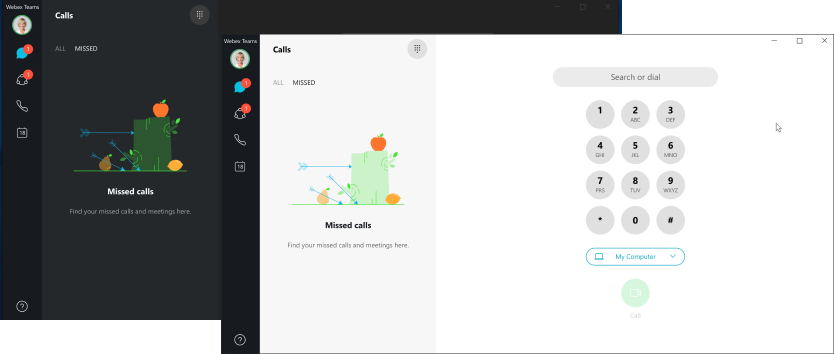 Webex Teams
Calls
1
ALL MISSED
1
18
Missed calls
Find your missed calls and meetings here.
?
Webex Teams
Calls
1
ALL MISSED
1
18
Missed calls
Find your missed calls and meetings here.
?
Search or dial
1 2 3
ABC DEF
4 5 6
GHI JKL MNO
7 8 9
PRS TUV WXYZ
* 0 #
My Computer
Call